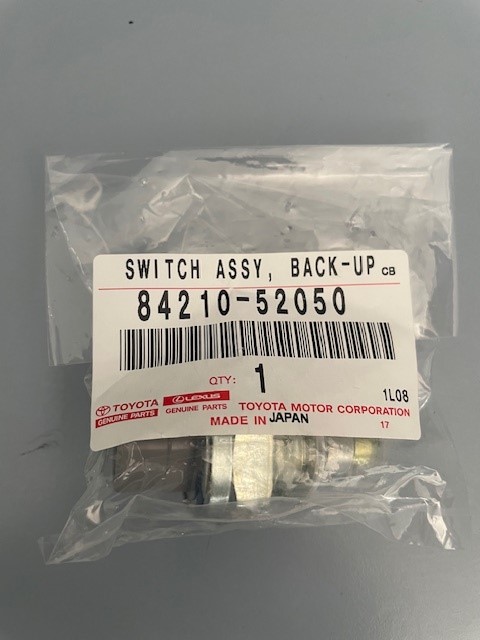 SWITCH ASSY, BACK-UP CB
84210-52050
QTY: 1
1L08
TOYOTA LEXUS
GENUINE PARTS GENUINE PARTS TOYOTA MOTOR CORPORATION
MADE IN JAPAN 17